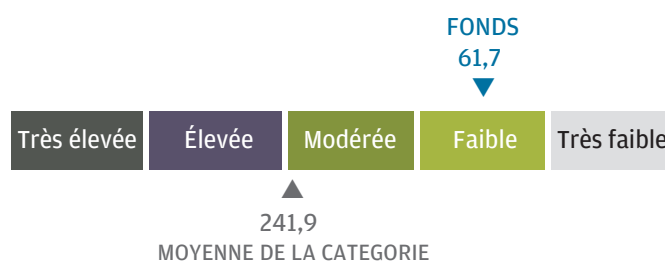 FONDS
61,7
Très élevée Élevée Modérée Faible Très faible
241,9
MOYENNE DE LA CATEGORIE